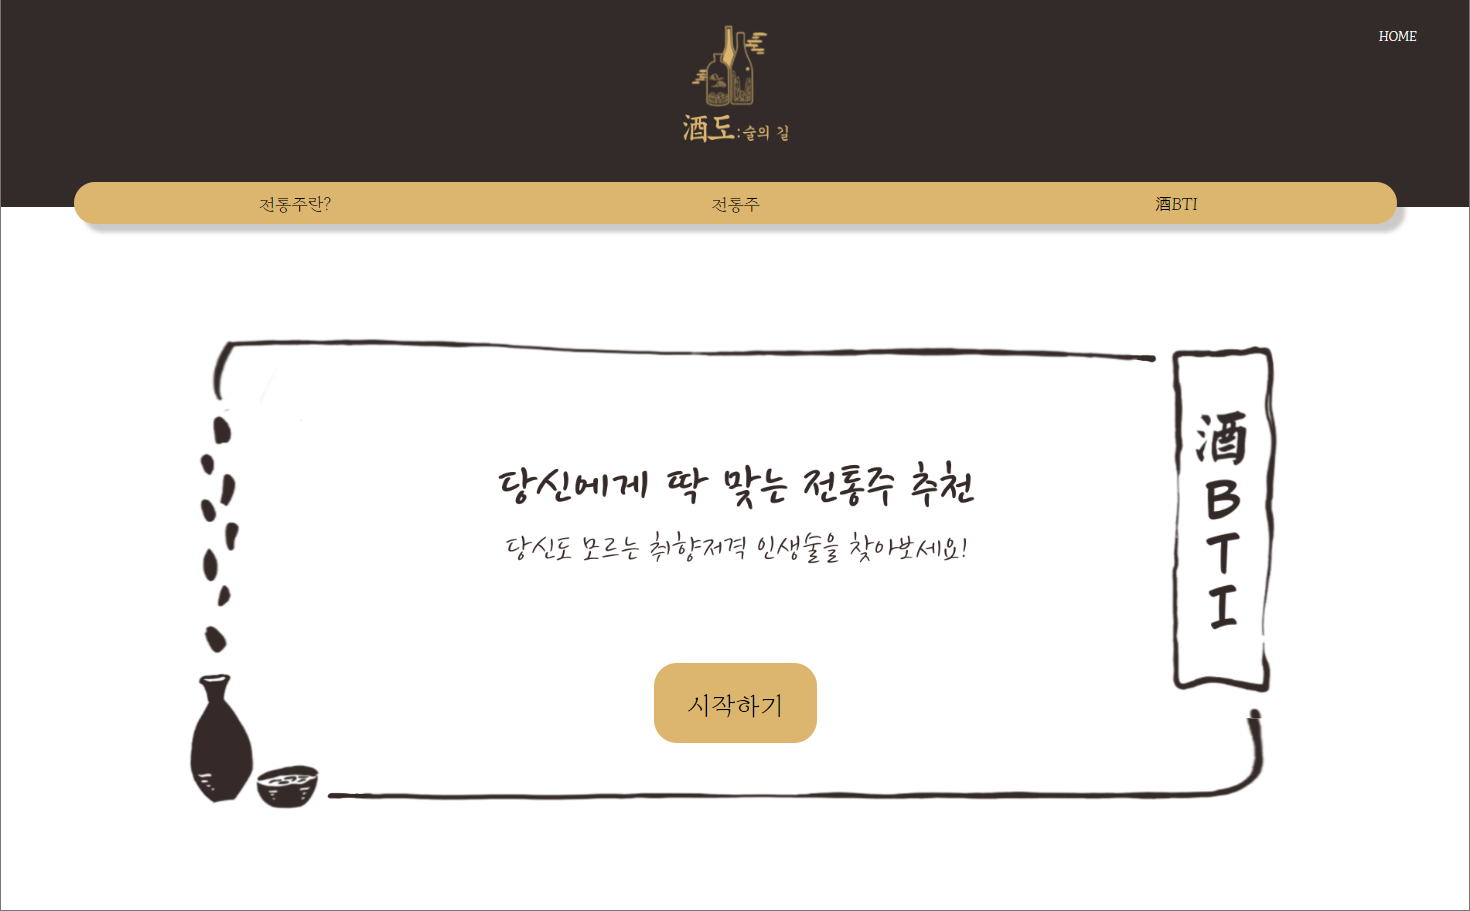 HOME
酒도:술의 길
전통주란?
전통주
酒BTI
당신에게 딱 맞는 전통주 추천
당신도 모르는 취향저격 인생술을 찾아보세요!
酒
B
T
I
시작하기